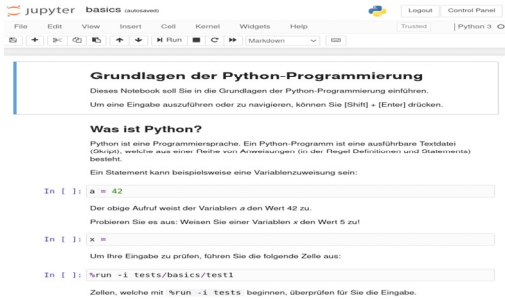 jupyter basics (autosaved) Logout Control Panel
File Edit View Insert Cell Kernel Widgets Help Trusted | Python 3 O
Run Markdown
Grundlagen der Python-Programmierung
Dieses Notebook soll Sie in die Grundlagen der Python-Programmierung einführen.
Um eine Eingabe auszuführen oder zu navigieren, können Sie [Shift] + [Enter] drücken.
Was ist Python?
Python ist eine Programmiersprache. Ein Python-Programm ist eine ausführbare Textdatei
(Skript), welche aus einer Reihe von Anweisungen (in der Regel Definitionen und Statements)
besteht.
Ein Statement kann beispielsweise eine Variablenzuweisung sein:
In [ ]: a = 42
Der obige Aufruf weist der Variablen a den Wert 42 zu.
Probieren Sie es aus: Weisen Sie einer Variablen x den Wert 5 zu!
In [ ]: x =
Um Ihre Eingabe zu prüfen, führen Sie die folgende Zelle aus:
In [ ]: %run -i tests/basics/test1
Zellen, welche mit %run -i tests beginnen, überprüfen für Sie die Eingabe.